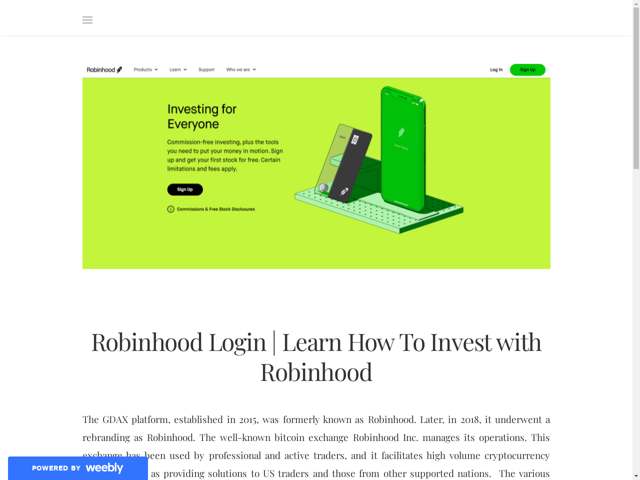 Robinhood
Products Learn Support Who we are Log In Sign Up
Investing for
Everyone
Commission-free investing, plus the tools
you need to put your money in motion. Sign
up and get your first stock for free. Certain
limitations and fees apply.
Sign Up
Commissions & Free Stock Disclosures
Robinhood Login | Learn How To Invest with
Robinhood
The GDAX platform, established in 2015, was formerly known as Robinhood. Later, in 2018, it underwent a
rebranding as Robinhood. The well-known bitcoin exchange Robinhood Inc. manages its operations. This
exchange has been used by professional and active traders, and it facilitates high volume cryptocurrency
as providing solutions to US traders and those from other supported nations. The various
POWERED BY weebly